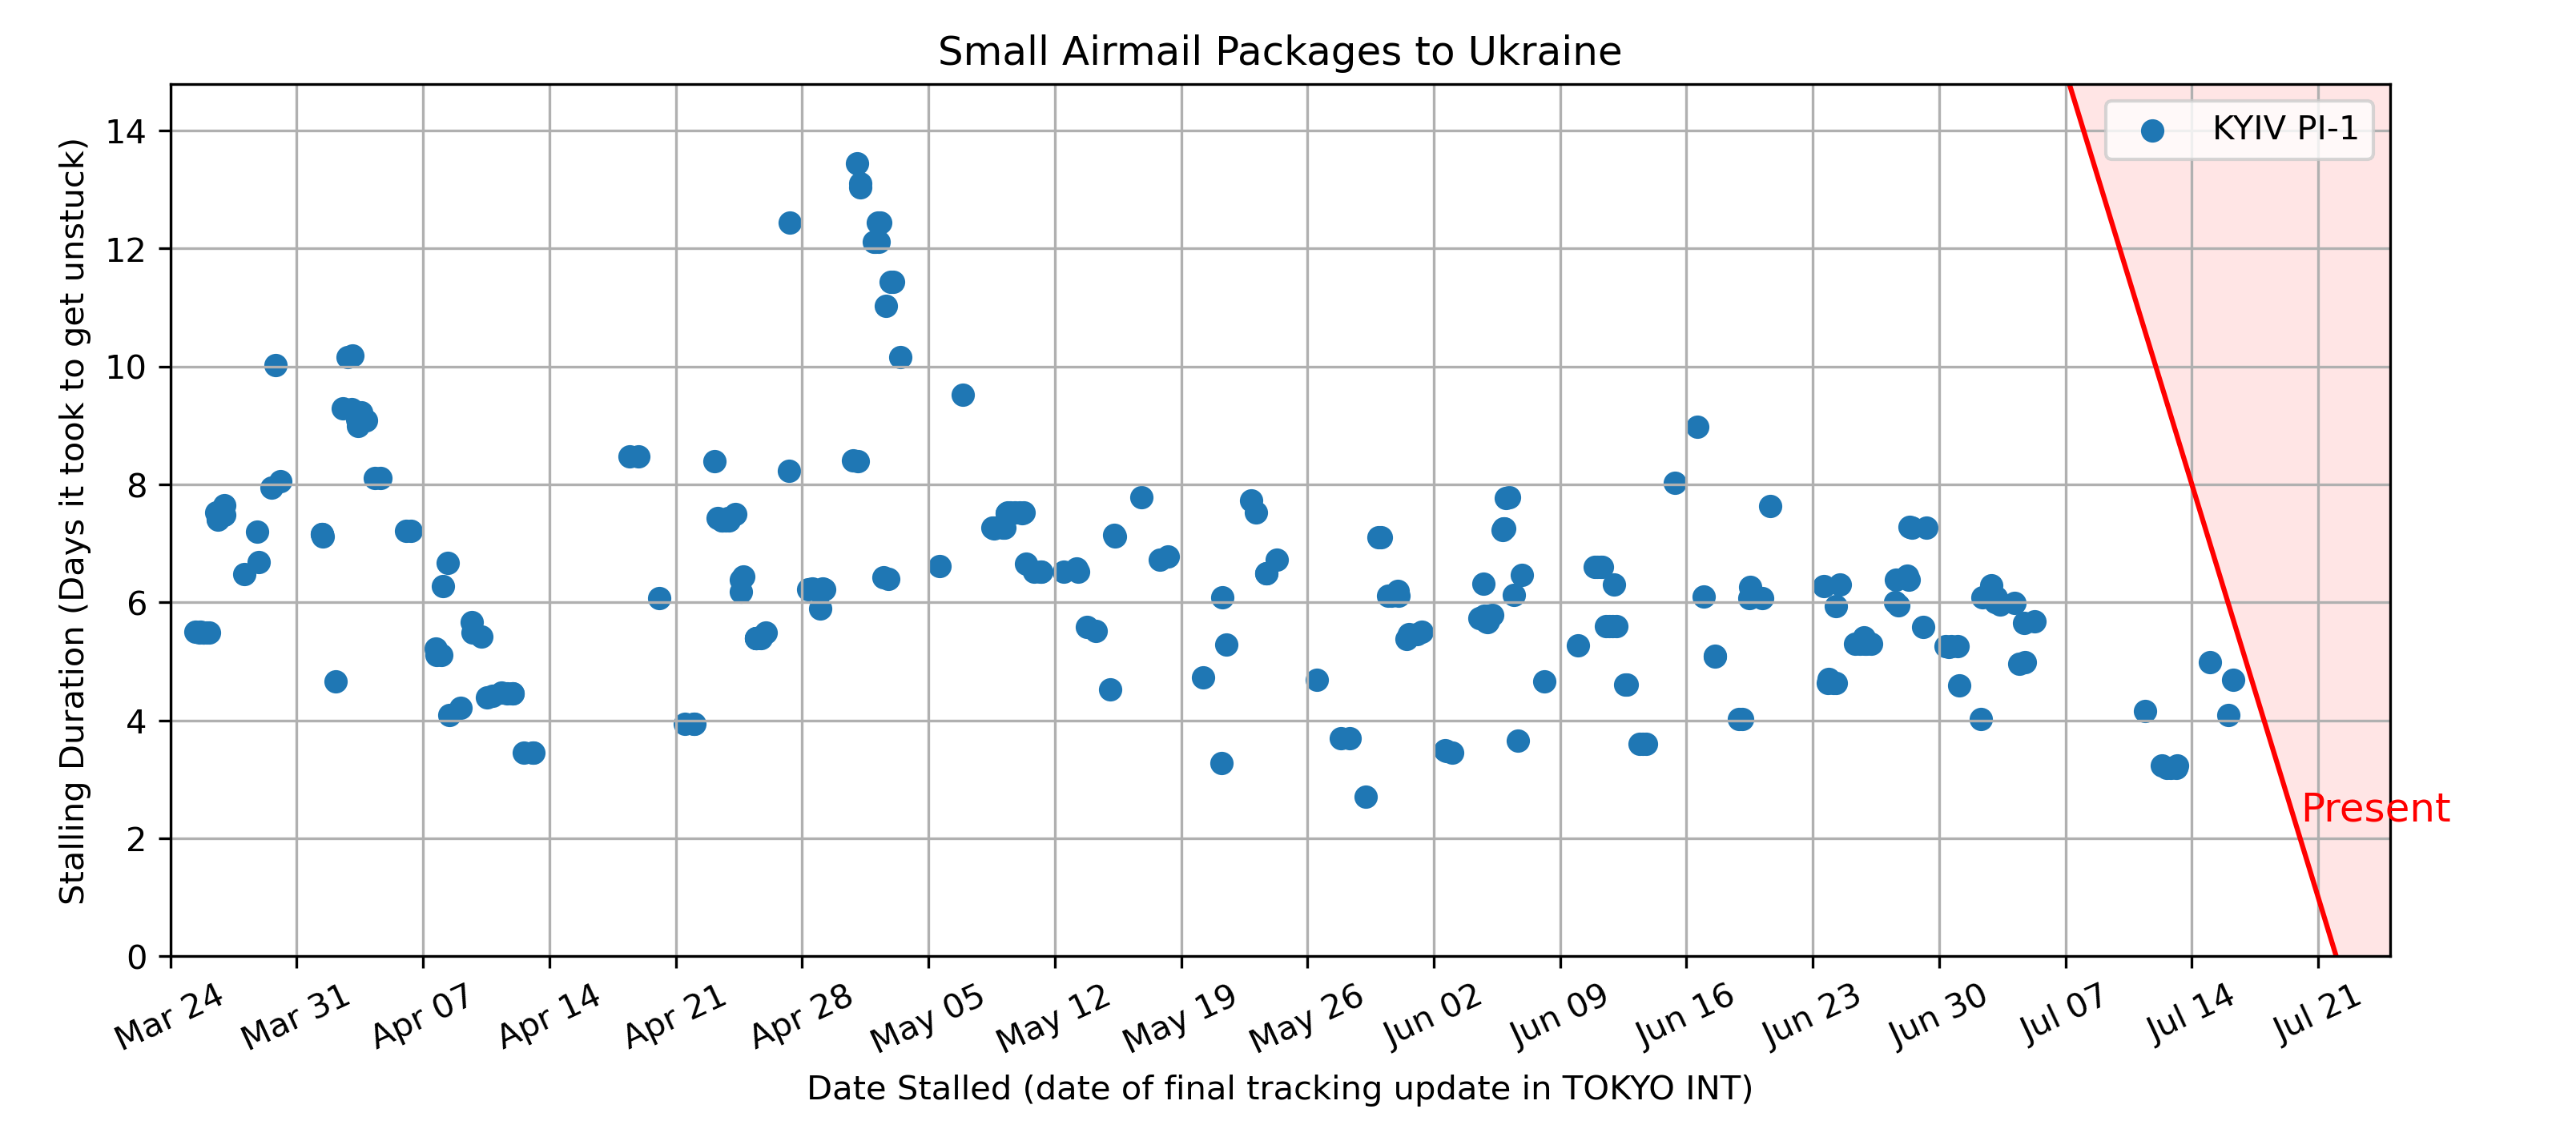 Small Airmail Packages to Ukraine
KYIV PI-1
Present
Stalling Duration (Days it took to get unstuck)
14
12
10
8
6
4
2
0
Mar 24
Mar 31
Apr 07
Apr 14
Apr 21
Apr 28
May 05
May 12
May 19
May 26
Jun 02
Jun 09
Jun 16
Jun 23
Jun 30
Jul 07
Jul 14
Jul 21
Date Stalled (date of final tracking update in TOKYO INT)